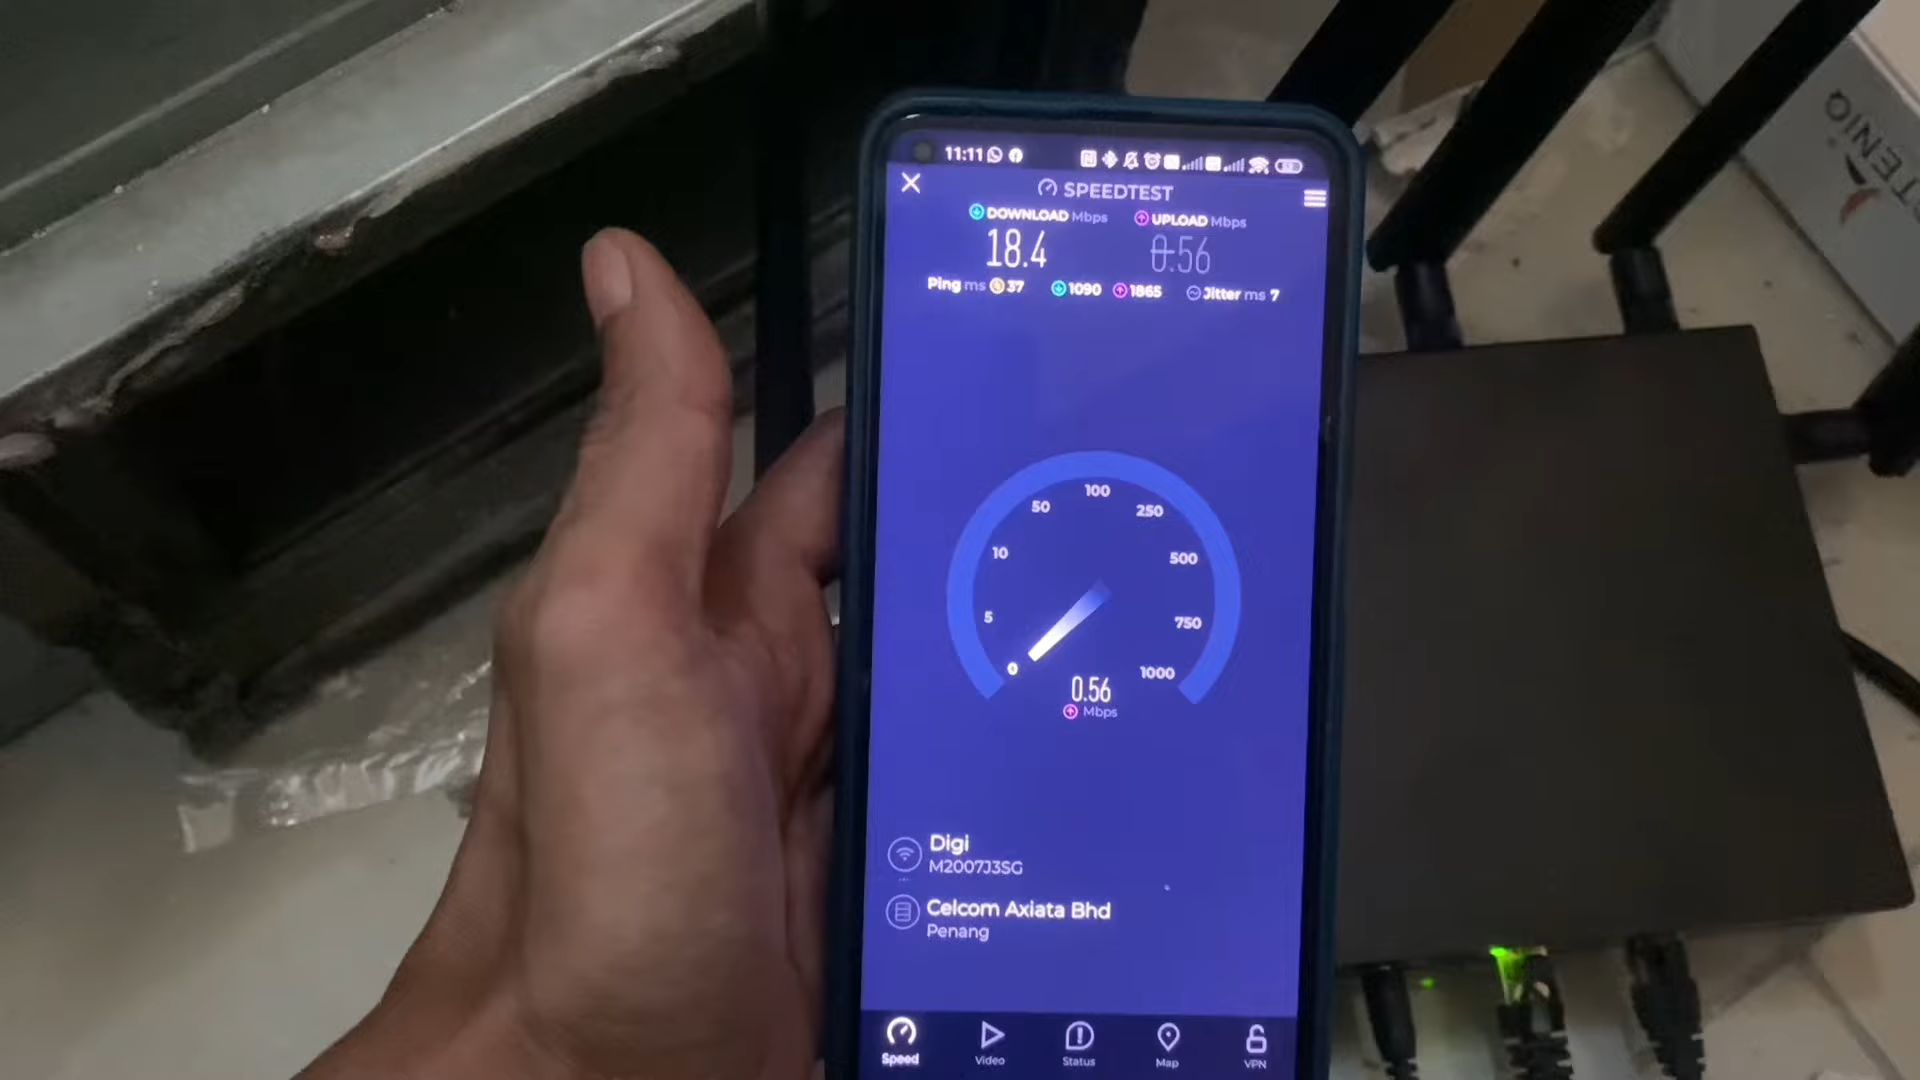 11:11
SPEEDTEST
DOWNLOAD Mbps UPLOAD Mbps
18.4 0.56
Ping ms 37 1090 1865 Jitter ms 7
100
50 250
10 500
5 750
0 1000
0.56
Mbps
Digi
M2007J3SG
Celcom Axiata Bhd
Penang
Speed Video Status Map VPN